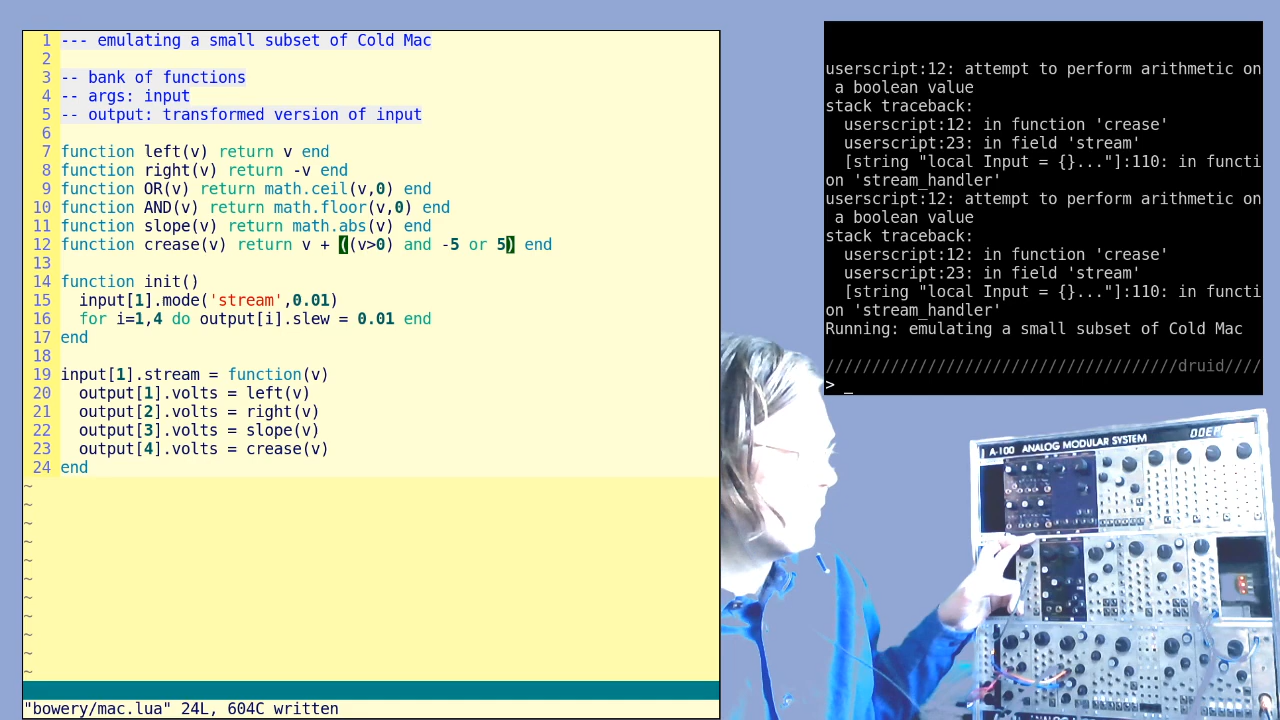 1 --- emulating a small subset of Cold Mac
2
3 -- bank of functions
4 -- args: input
5 -- output: transformed version of input
6
7 function left(v) return v end
8 function right(v) return -v end
9 function OR(v) return math.ceil(v,0) end
10 function AND(v) return math.floor(v,0) end
11 function slope(v) return math.abs(v) end
12 function crease(v) return v + ((v>0) and -5 or 5) end
13
14 function init()
15   input[1].mode('stream',0.01)
16   for i=1,4 do output[i].slew = 0.01 end
17 end
18
19 input[1].stream = function(v)
20   output[1].volts = left(v)
21   output[2].volts = right(v)
22   output[3].volts = slope(v)
23   output[4].volts = crease(v)
24 end
~
~
~
~
~
~
~
~
~
~
~
"bowery/mac.lua" 24L, 604C written
userscript:12: attempt to perform arithmetic on
 a boolean value
stack traceback:
  userscript:12: in function 'crease'
  userscript:23: in field 'stream'
  [string "local Input = {}..."]:110: in functi
on 'stream_handler'
userscript:12: attempt to perform arithmetic on
 a boolean value
stack traceback:
  userscript:12: in function 'crease'
  userscript:23: in field 'stream'
  [string "local Input = {}..."]:110: in functi
on 'stream_handler'
Running: emulating a small subset of Cold Mac
//////////////////////////////////////druid////
> _
A-100 ANALOG MODULAR SYSTEM